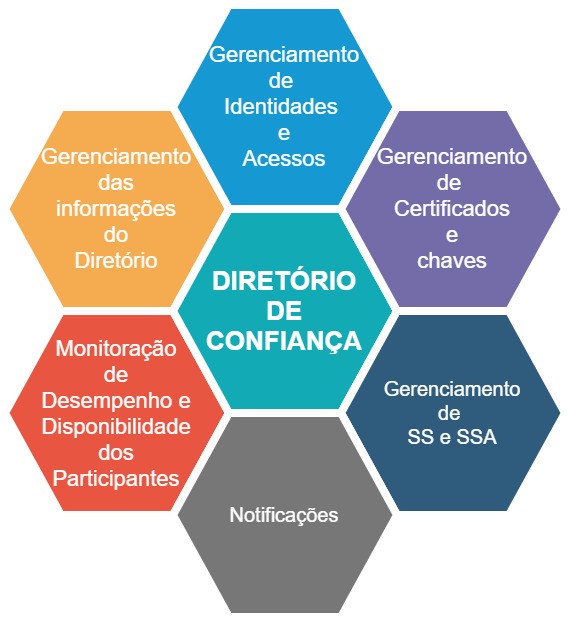 Gerenciamento
de
Identidades
e
Acessos
Gerenciamento
das
informações
do
Diretório
Gerenciamento
de
Certificados
e
chaves
DIRETÓRIO
DE
CONFIANÇA
Monitoração
de
Desempenho e
Disponibilidade
dos
Participantes
Gerenciamento
de
SS e SSA
Notificações